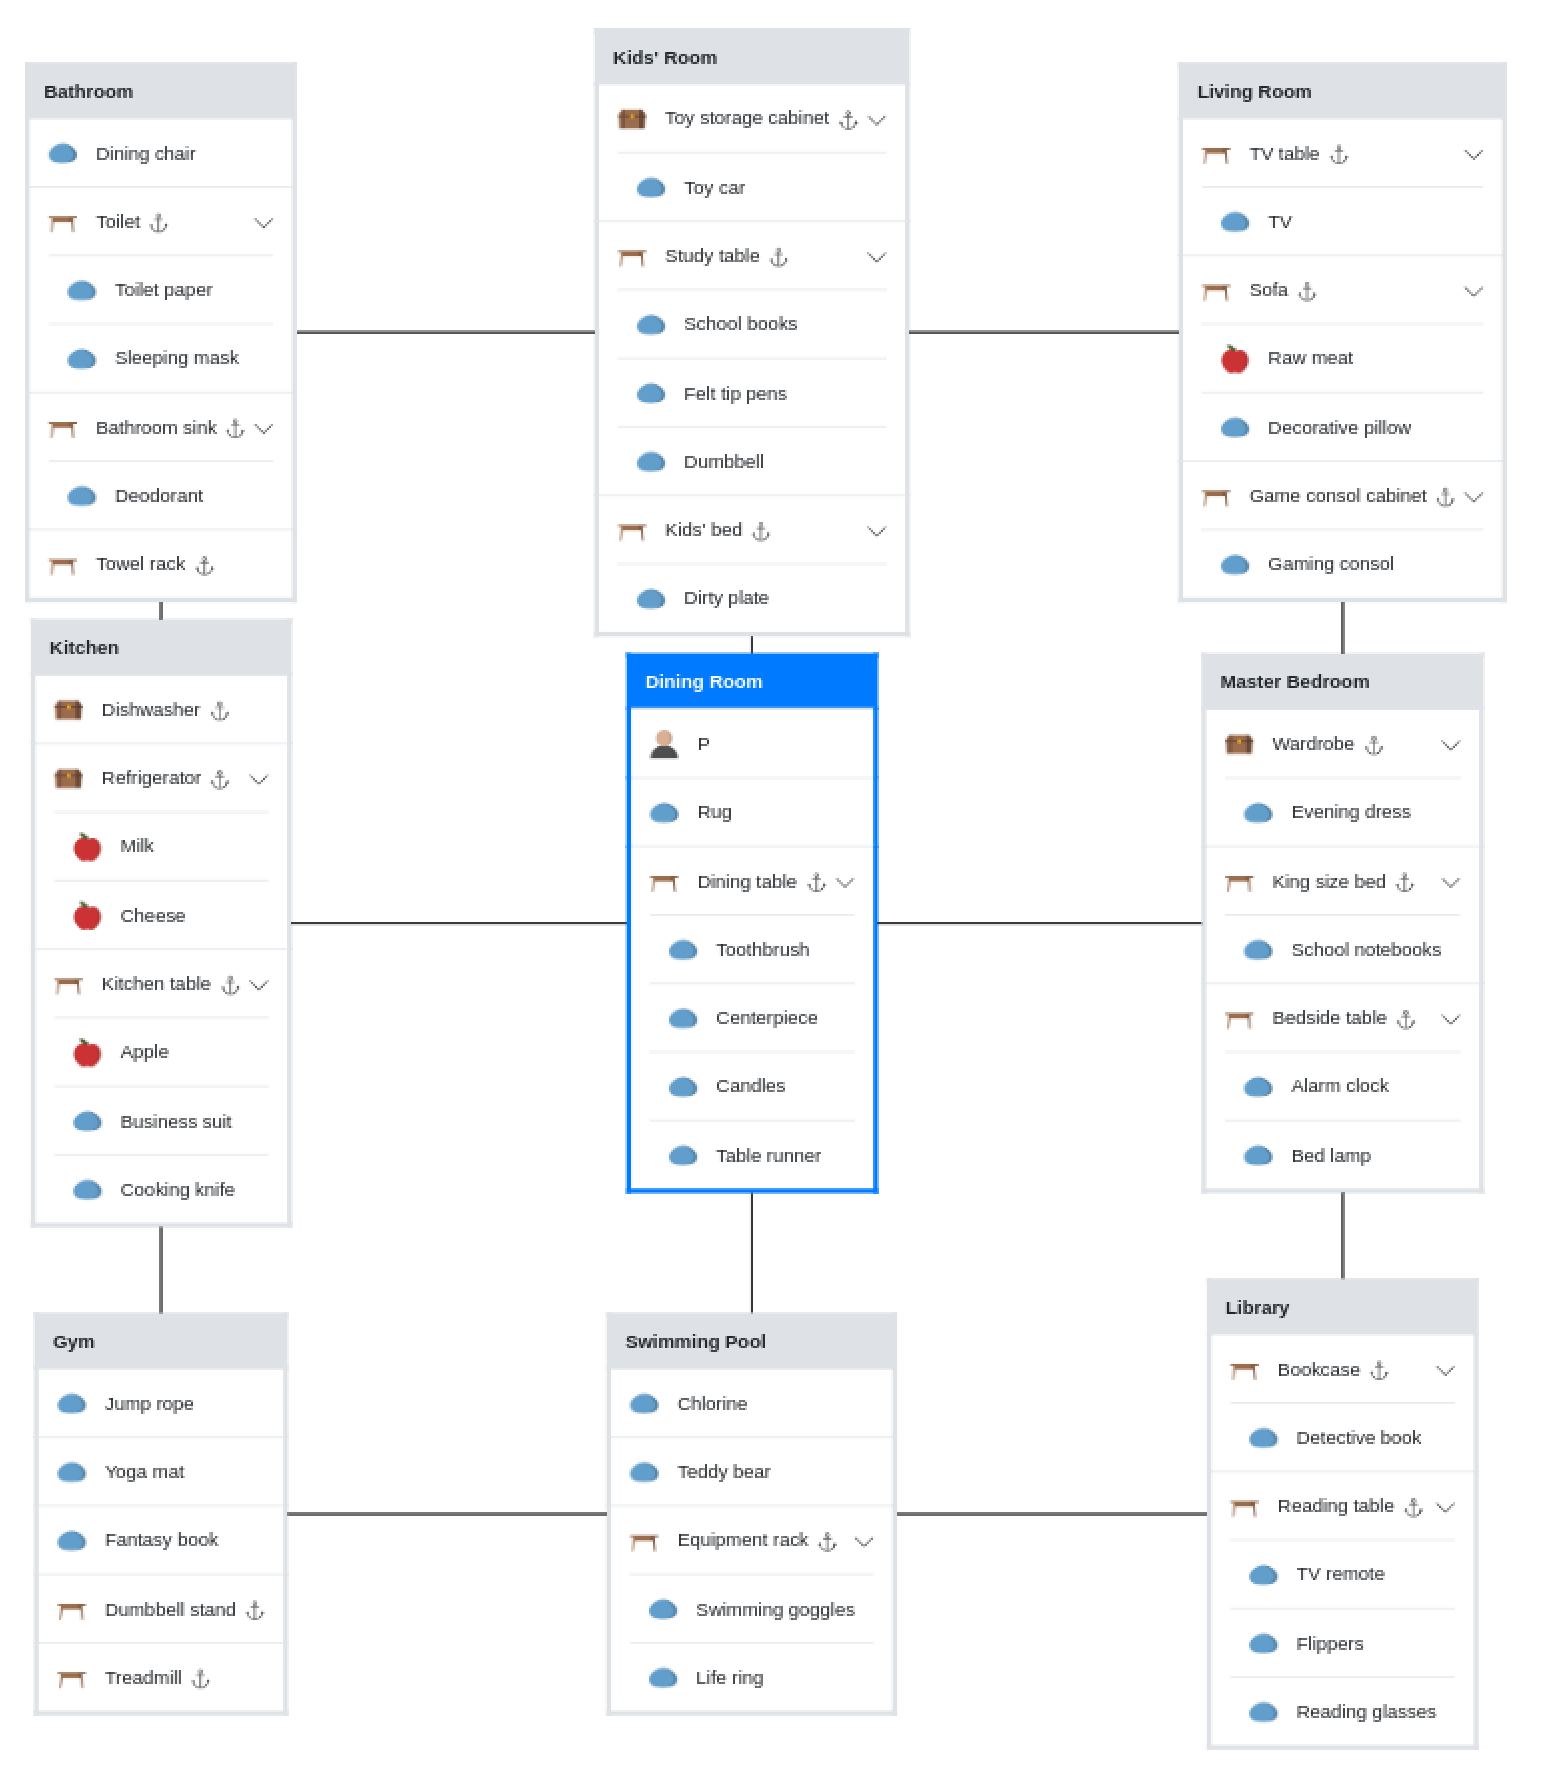 Bathroom
Dining chair
Toilet
Toilet paper
Sleeping mask
Bathroom sink
Deodorant
Towel rack
Kids' Room
Toy storage cabinet
Toy car
Study table
School books
Felt tip pens
Dumbbell
Kids' bed
Dirty plate
Living Room
TV table
TV
Sofa
Raw meat
Decorative pillow
Game consol cabinet
Gaming consol
Kitchen
Dishwasher
Refrigerator
Milk
Cheese
Kitchen table
Apple
Business suit
Cooking knife
Dining Room
P
Rug
Dining table
Toothbrush
Centerpiece
Candles
Table runner
Master Bedroom
Wardrobe
Evening dress
King size bed
School notebooks
Bedside table
Alarm clock
Bed lamp
Gym
Jump rope
Yoga mat
Fantasy book
Dumbbell stand
Treadmill
Swimming Pool
Chlorine
Teddy bear
Equipment rack
Swimming goggles
Life ring
Library
Bookcase
Detective book
Reading table
TV remote
Flippers
Reading glasses